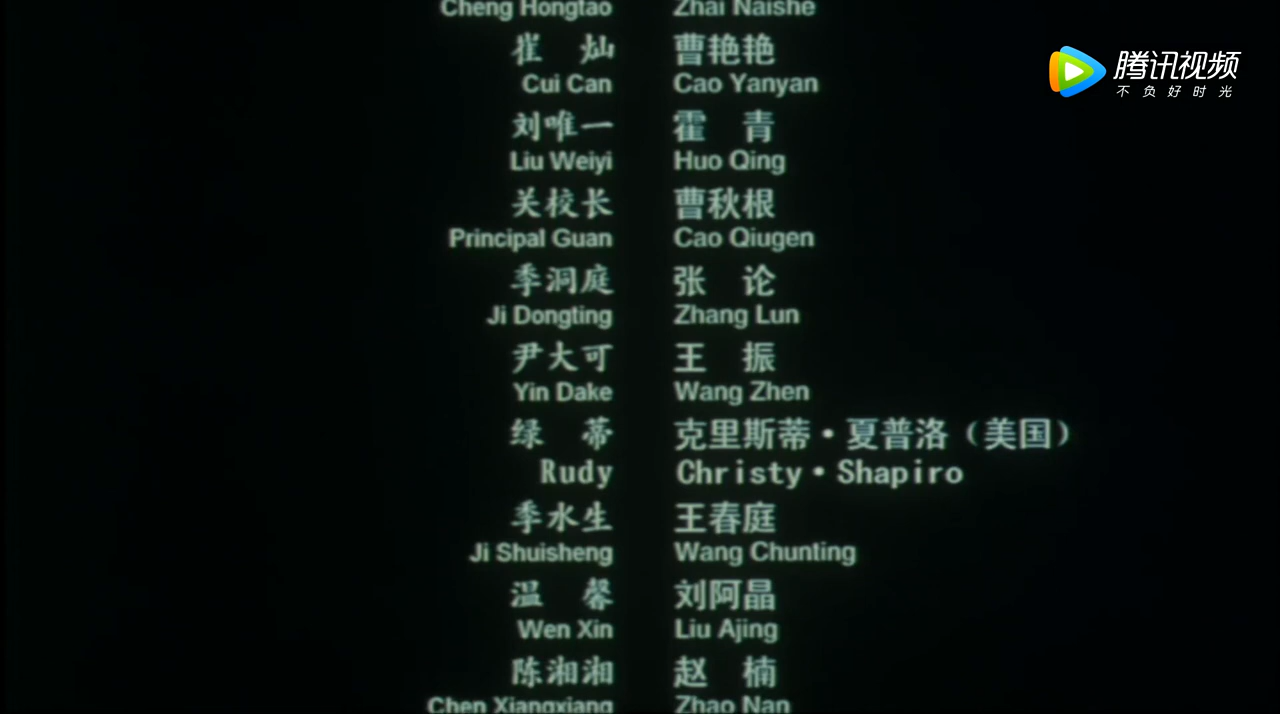 Cheng Hongtao Zhai Naishe
崔 灿 曹艳艳
Cui Can Cao Yanyan
刘唯一 霍 青
Liu Weiyi Huo Qing
关校长 曹秋根
Principal Guan Cao Qiugen
季洞庭 张 论
Ji Dongting Zhang Lun
尹大可 王 振
Yin Dake Wang Zhen
绿 蒂 克里斯蒂·夏普洛（美国）
Rudy Christy·Shapiro
季水生 王春庭
Ji Shuisheng Wang Chunting
温 馨 刘阿晶
Wen Xin Liu Ajing
陈湘湘 赵 楠
Chen Xiangxiang Zhao Nan
腾讯视频
不负好时光